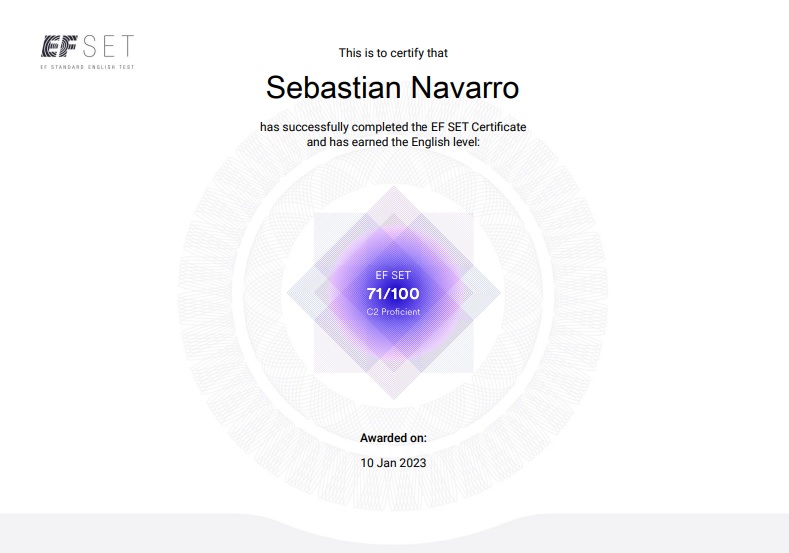 EF SET
EF STANDARD ENGLISH TEST
This is to certify that
Sebastian Navarro
has successfully completed the EF SET Certificate
and has earned the English level:
EF SET
71/100
C2 Proficient
Awarded on:
10 Jan 2023